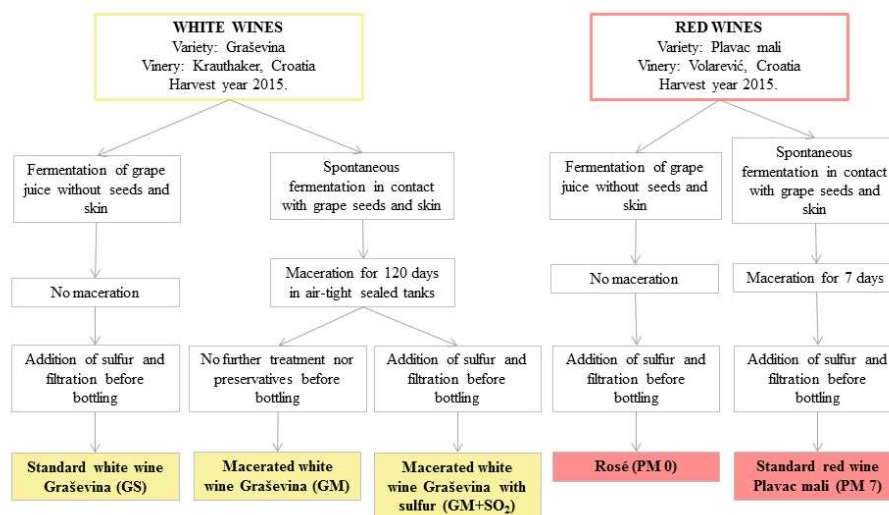 WHITE WINES
Variety: Graševina
Vinery: Krauthaker, Croatia
Harvest year 2015.
RED WINES
Variety: Plavac mali
Vinery: Volarević, Croatia
Harvest year 2015.
Fermentation of grape
juice without seeds and
skin
Spontaneous
fermentation in contact
with grape seeds and skin
Fermentation of grape
juice without seeds and
skin
Spontaneous
fermentation in contact
with grape seeds and
skin
No maceration
Maceration for 120 days
in air-tight sealed tanks
No maceration
Maceration for 7 days
Addition of sulfur and
filtration before
bottling
No further treatment nor
preservatives before
bottling
Addition of sulfur and
filtration before
bottling
Addition of sulfur and
filtration before
bottling
Addition of sulfur and
filtration before
bottling
Standard white wine
Graševina (GS)
Macerated white
wine Graševina (GM)
Macerated white
wine Graševina with
sulfur (GM+SO₂)
Rosé (PM 0)
Standard red wine
Plavac mali (PM 7)